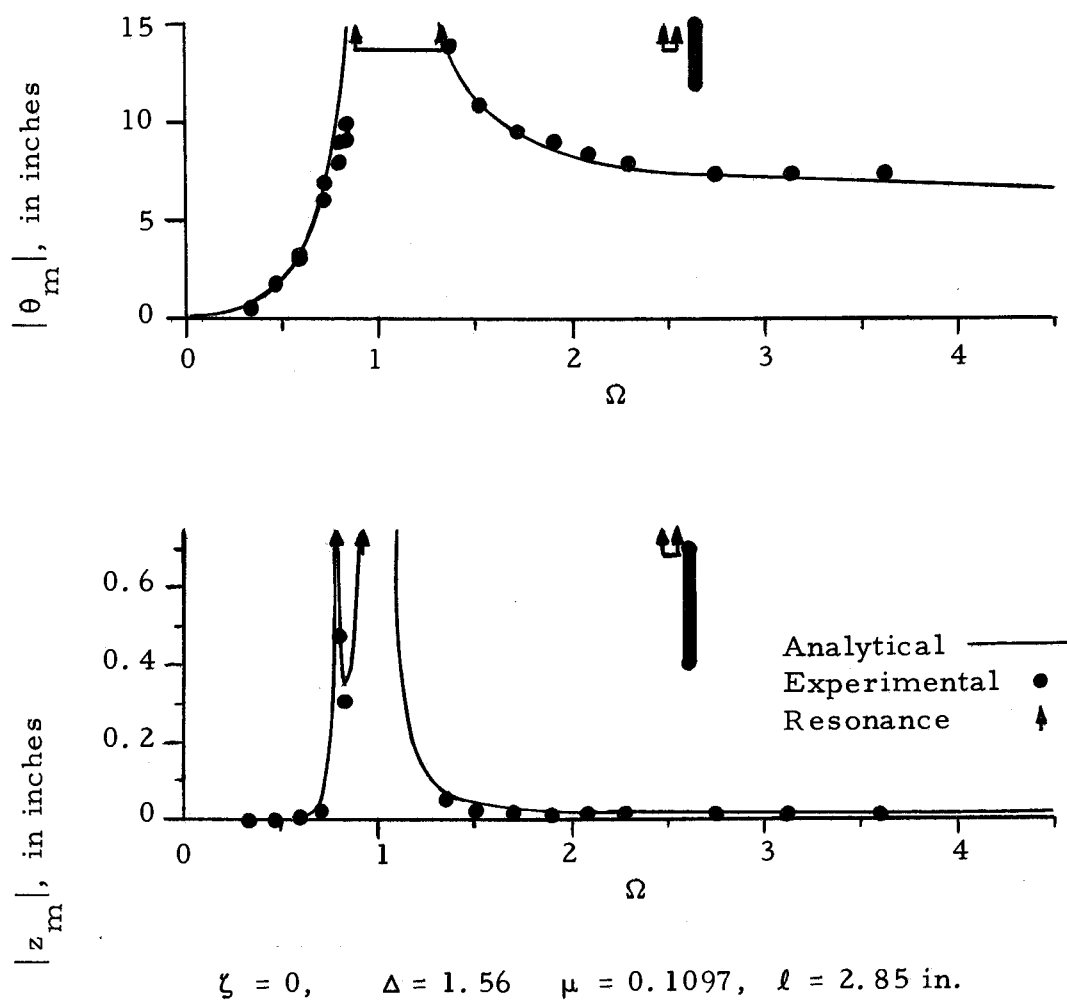 15
10
5
0
|θm|, in inches
0 1 2 3 4
Ω
0.6
0.4
0.2
0
|zm|, in inches
Analytical
Experimental
Resonance
0 1 2 3 4
Ω
ζ = 0, Δ = 1.56 μ = 0.1097, ℓ = 2.85 in.